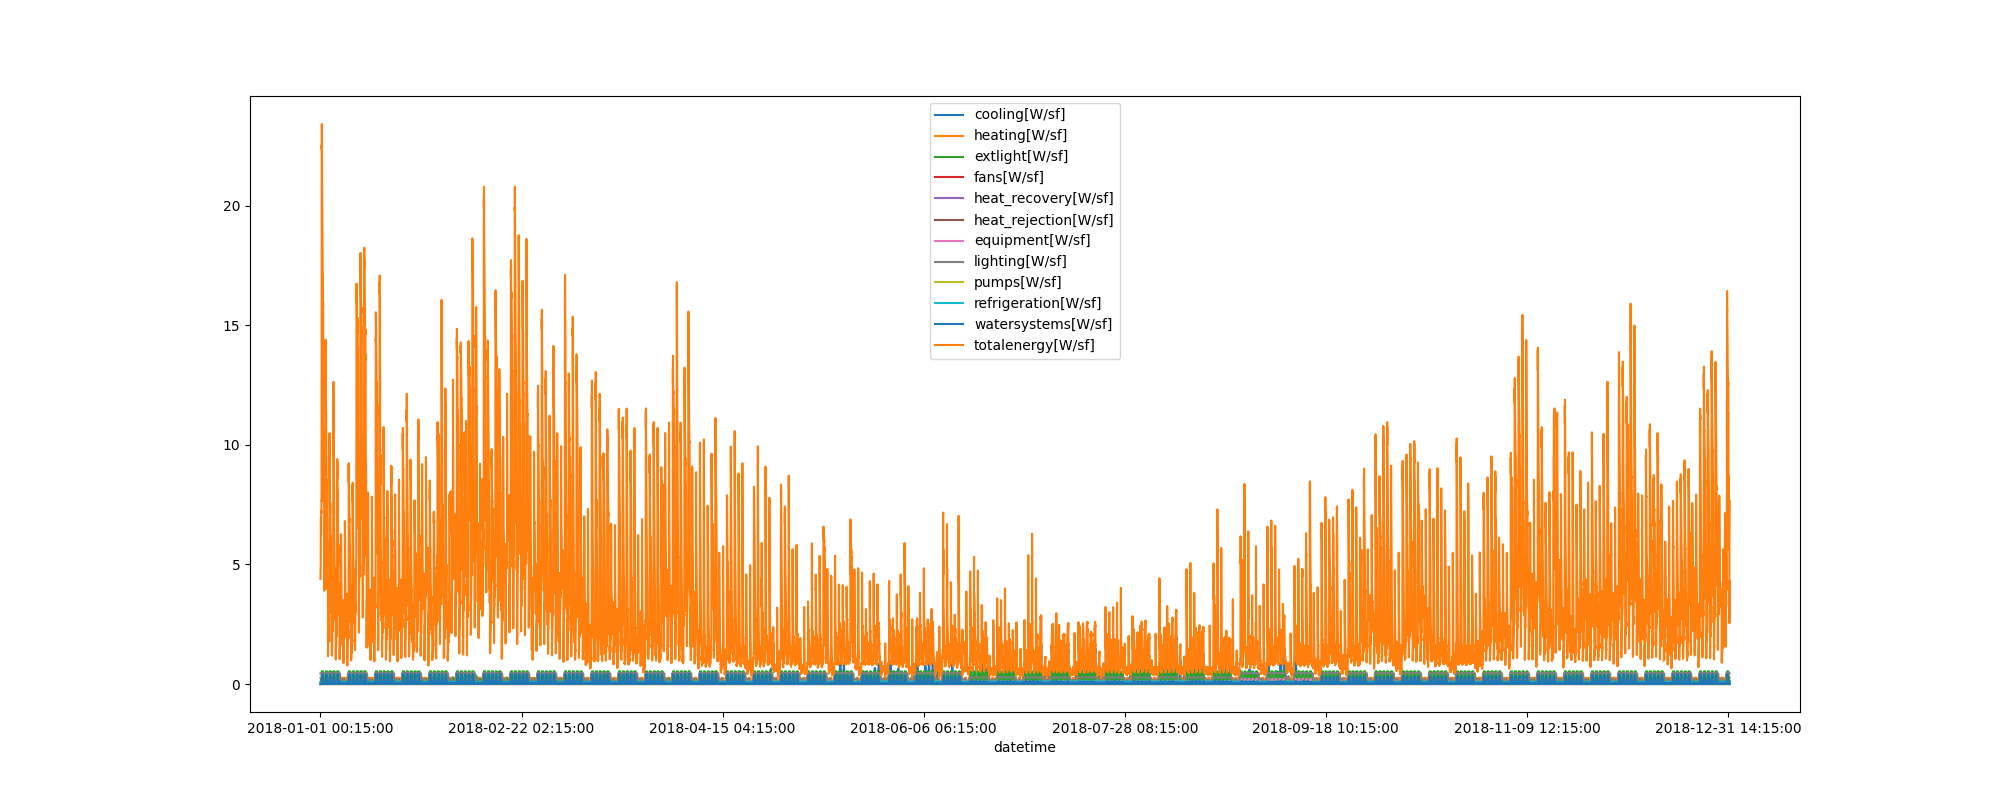 cooling[W/sf]
heating[W/sf]
extlight[W/sf]
fans[W/sf]
heat_recovery[W/sf]
heat_rejection[W/sf]
equipment[W/sf]
lighting[W/sf]
pumps[W/sf]
refrigeration[W/sf]
watersystems[W/sf]
totalenergy[W/sf]
20
15
10
5
0
2018-01-01 00:15:00 2018-02-22 02:15:00 2018-04-15 04:15:00 2018-06-06 06:15:00 2018-07-28 08:15:00 2018-09-18 10:15:00 2018-11-09 12:15:00 2018-12-31 14:15:00
datetime